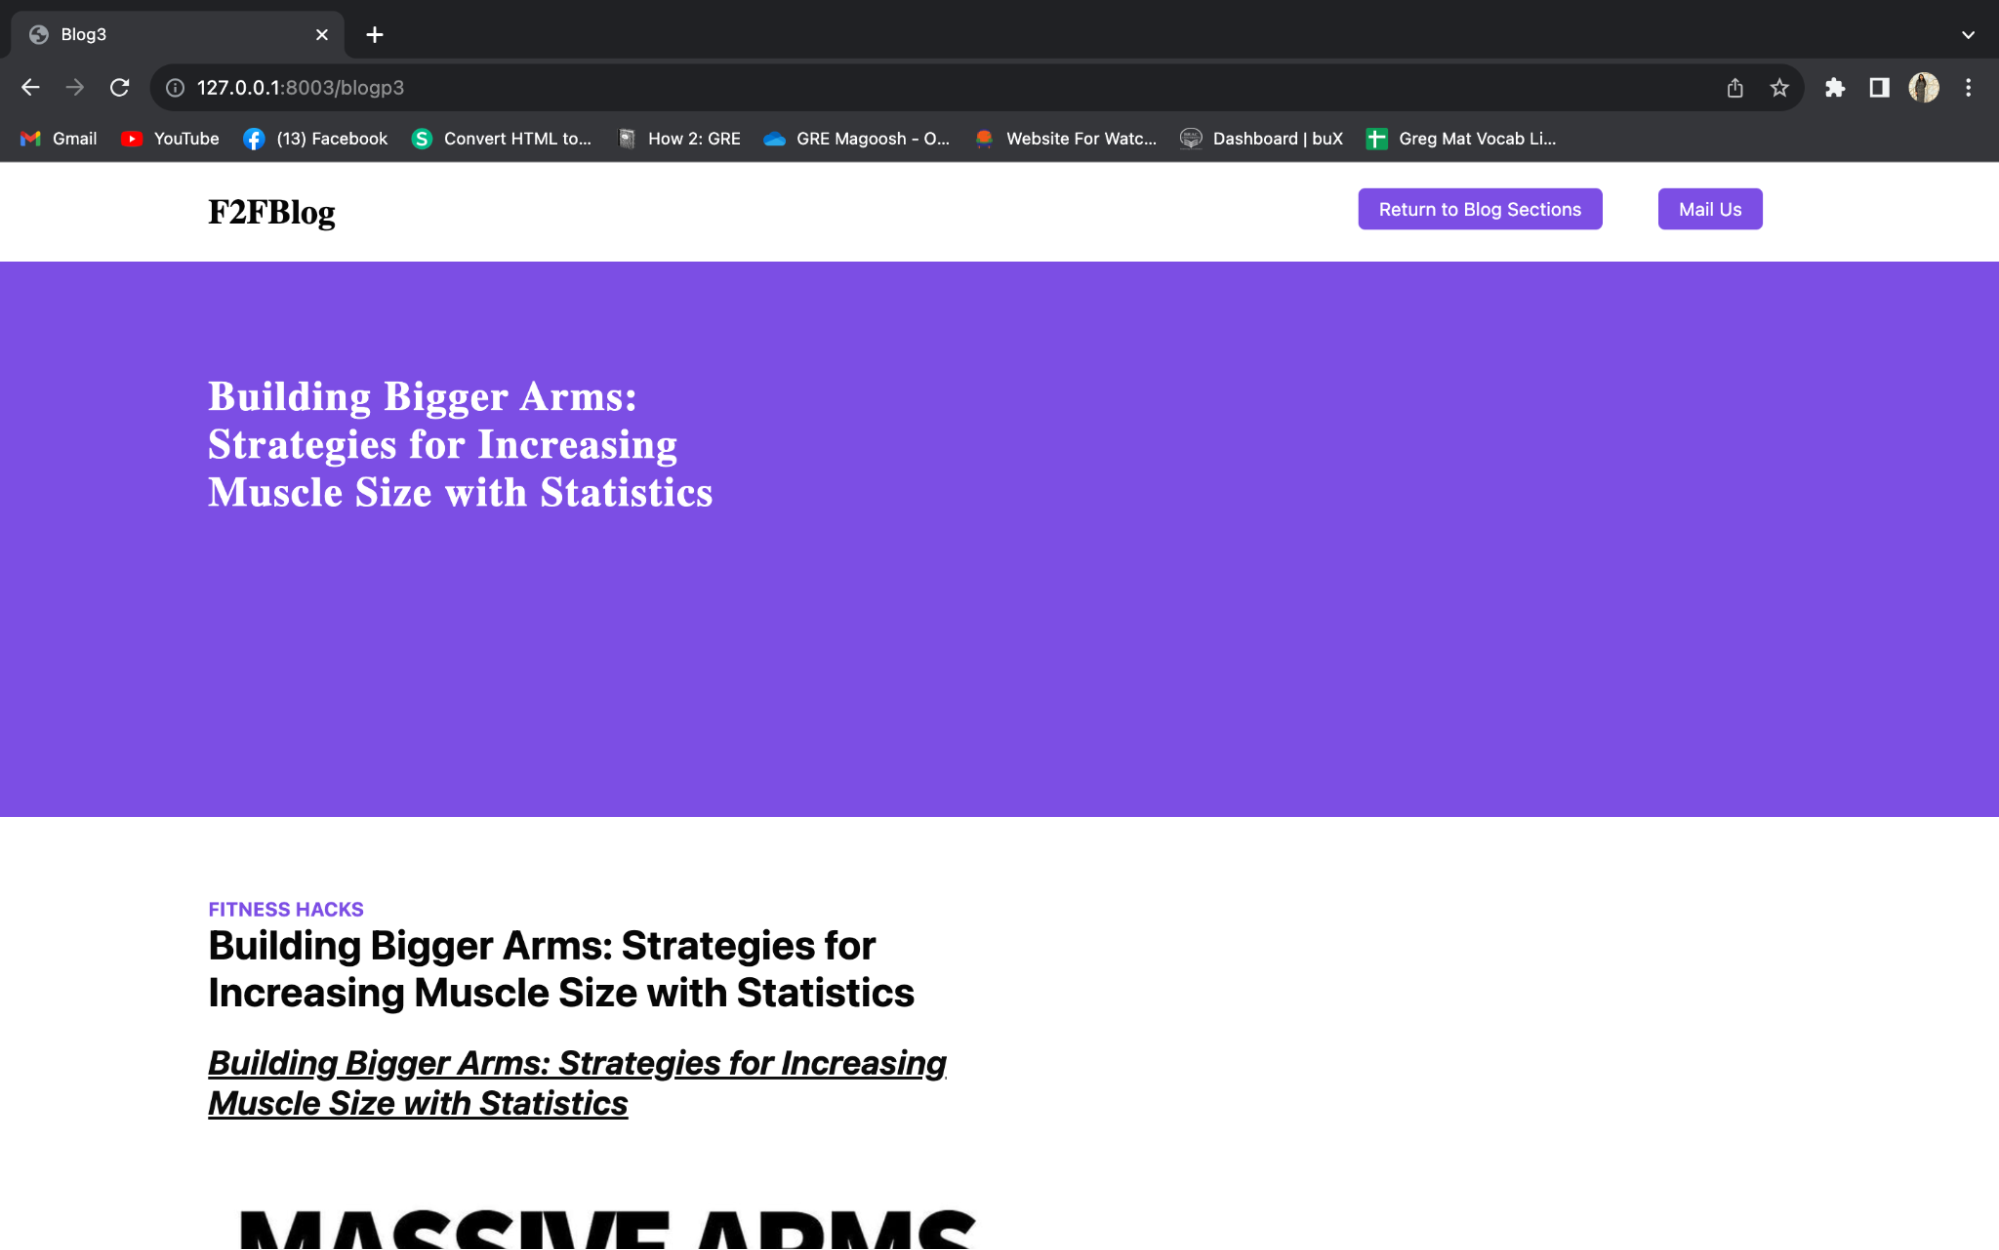 Blog3
127.0.0.1:8003/blogp3
Gmail YouTube (13) Facebook Convert HTML to... How 2: GRE GRE Magoosh - O... Website For Watc... Dashboard | buX Greg Mat Vocab Li...
F2FBlog Return to Blog Sections Mail Us
Building Bigger Arms:
Strategies for Increasing
Muscle Size with Statistics
FITNESS HACKS
Building Bigger Arms: Strategies for
Increasing Muscle Size with Statistics
Building Bigger Arms: Strategies for Increasing
Muscle Size with Statistics
MASSIVE ARMS